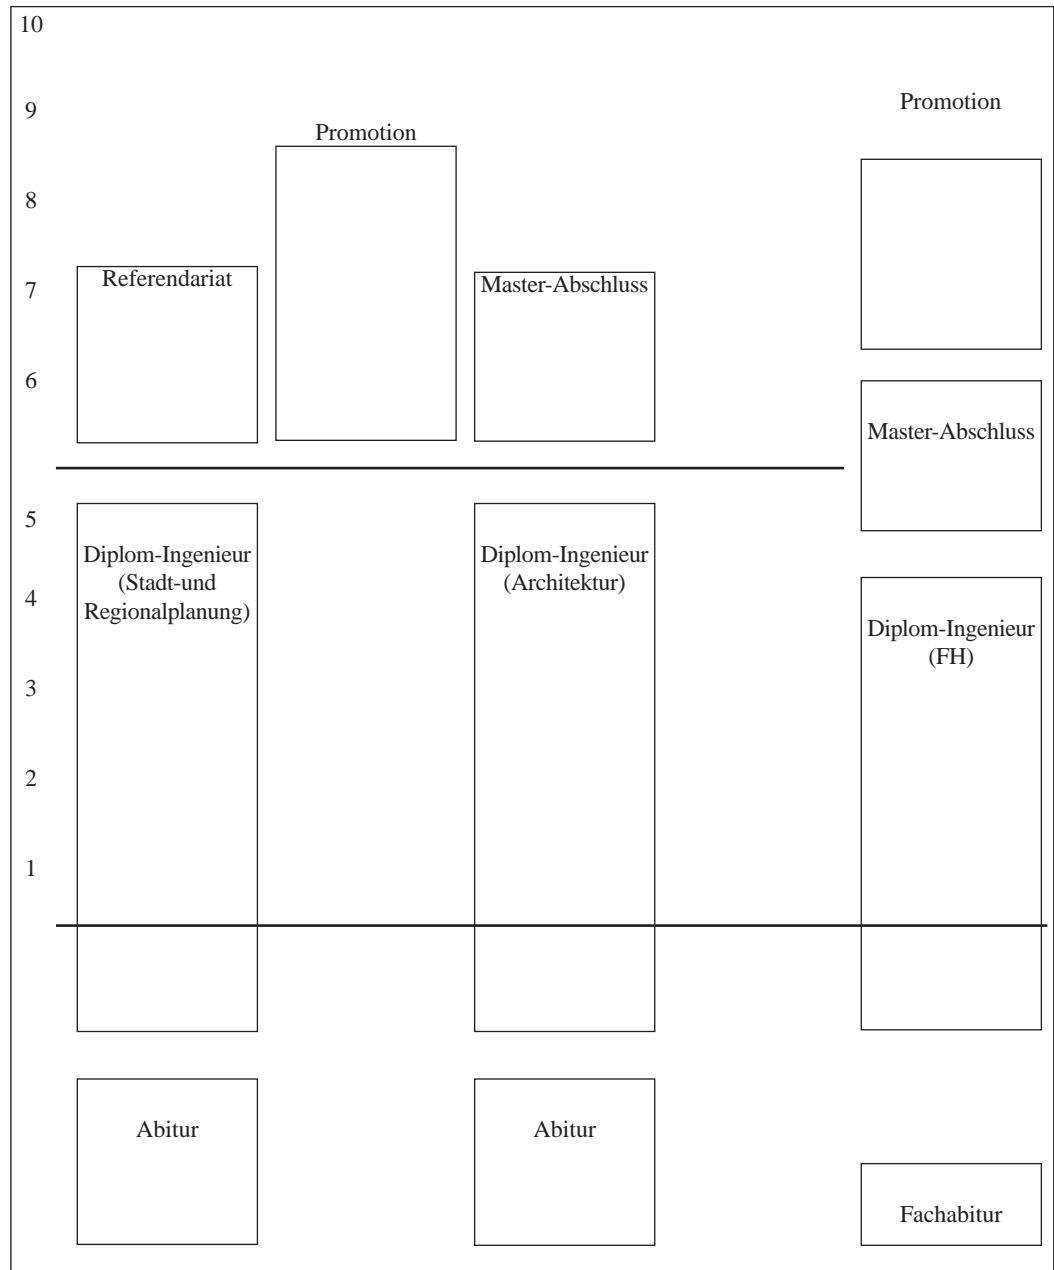 10
9
Promotion
Promotion
8
Referendariat
7
Master-Abschluss
6
Master-Abschluss
5
Diplom-Ingenieur
(Stadt-und
Regionalplanung)
Diplom-Ingenieur
(Architektur)
4
Diplom-Ingenieur
(FH)
3
2
1
Abitur
Abitur
Fachabitur